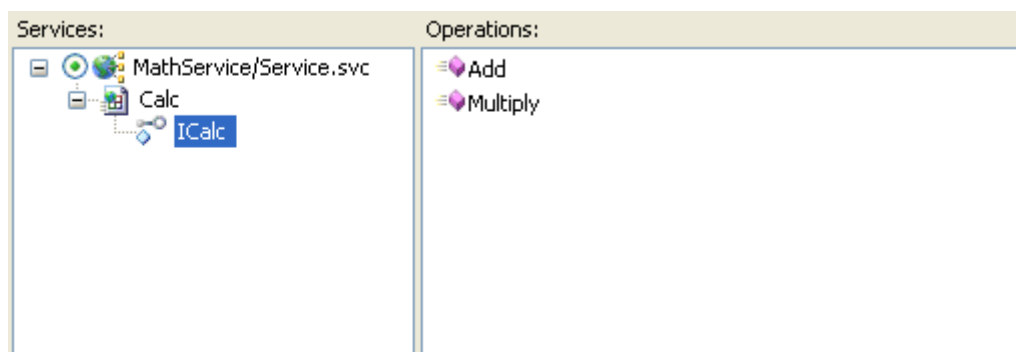 Services:
Operations:
MathService/Service.svc
Calc
ICalc
Add
Multiply